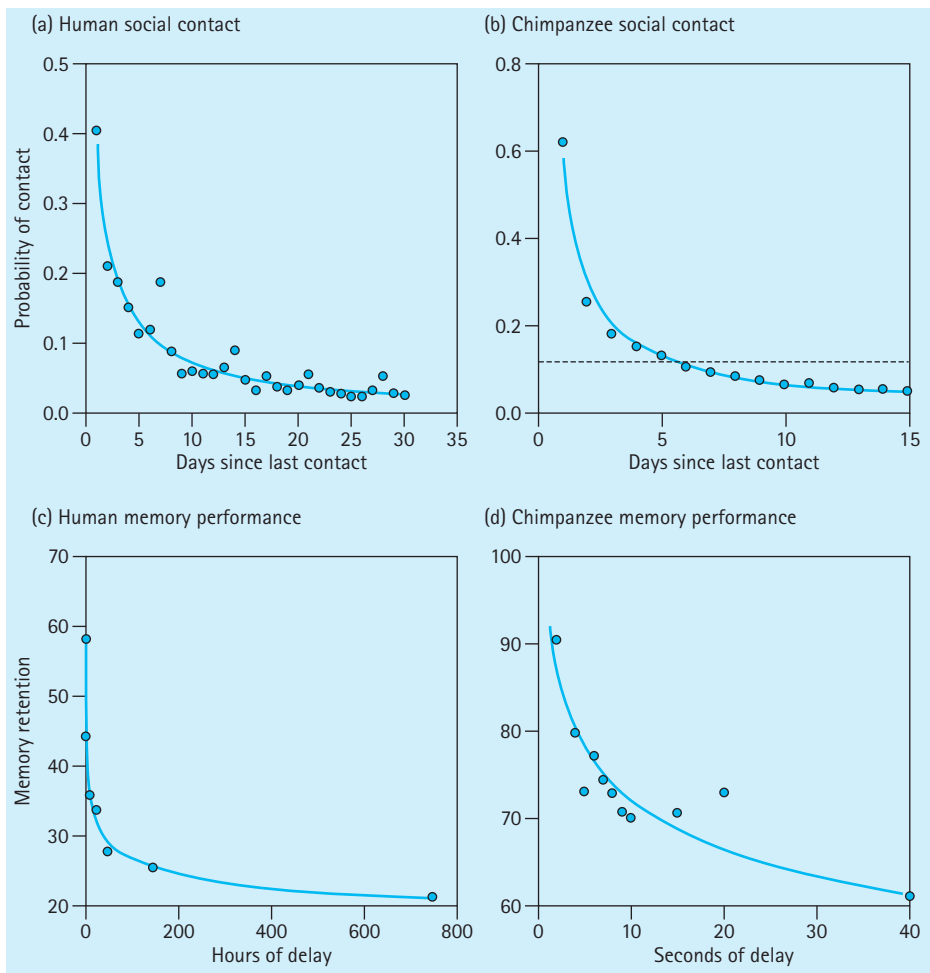 (a) Human social contact
0.5
0.4
0.3
0.2
0.1
0.0
Probability of contact
0 5 10 15 20 25 30 35
Days since last contact
(b) Chimpanzee social contact
0.8
0.6
0.4
0.2
0.0
0 5 10 15
Days since last contact
(c) Human memory performance
70
60
50
40
30
20
Memory retention
0 200 400 600 800
Hours of delay
(d) Chimpanzee memory performance
100
90
80
70
60
0 10 20 30 40
Seconds of delay